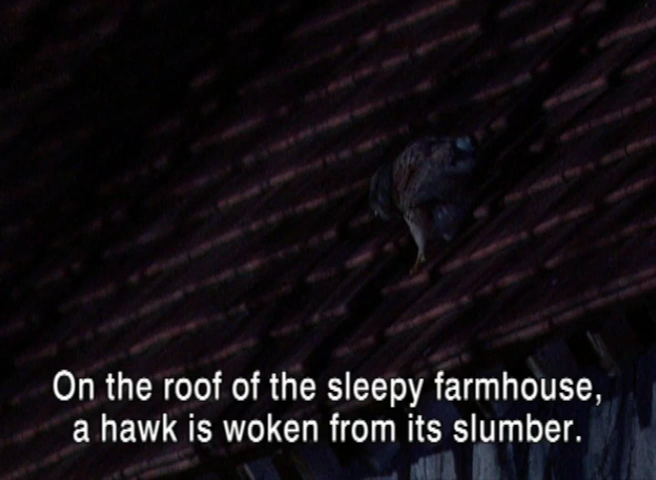 On the roof of the sleepy farmhouse,
a hawk is woken from its slumber.